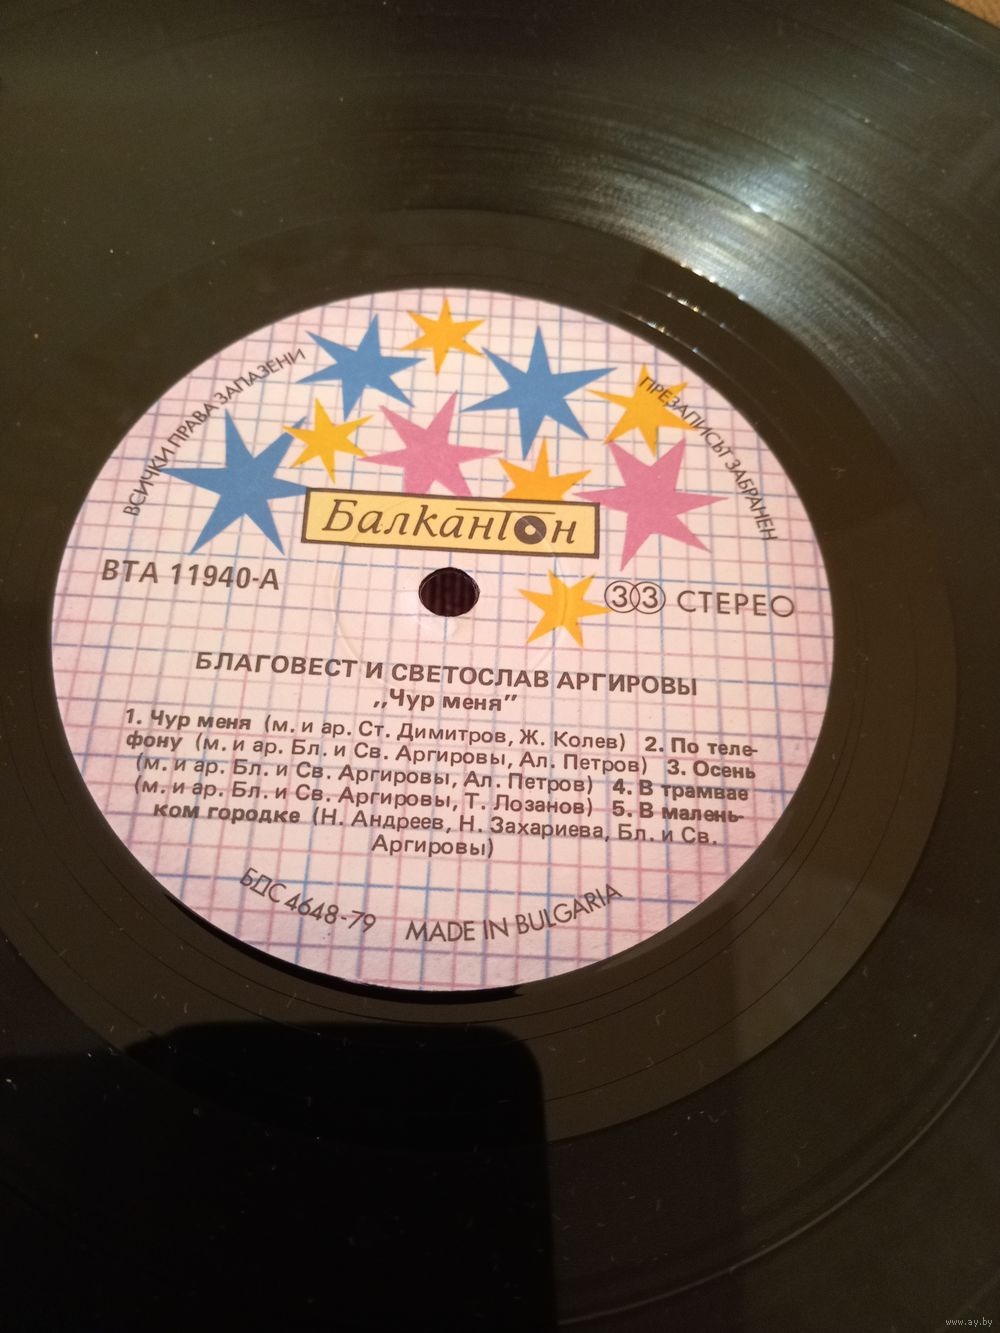 ВСИЧКИ ПРАВА ЗАПАЗЕНИ
ПРЕЗАПИСЪТ ЗАБРАНЕН
Балкантон
ВТА 11940-А
33 СТЕРЕО
БЛАГОВЕСТ И СВЕТОСЛАВ АРГИРОВЫ
„Чур меня”
1. Чур меня (м. и ар. Ст. Димитров, Ж. Колев) 2. По теле-
фону (м. и ар. Бл. и Св. Аргировы, Ал. Петров) 3. Осень
(м. и ар. Бл. и Св. Аргировы, Ал. Петров) 4. В трамвае
(м. и ар. Бл. и Св. Аргировы, Т. Лозанов) 5. В малень-
ком городке (Н. Андреев, Н. Захариева, Бл. и Св.
Аргировы)
БДС 4648-79 MADE IN BULGARIA
www.ay.by